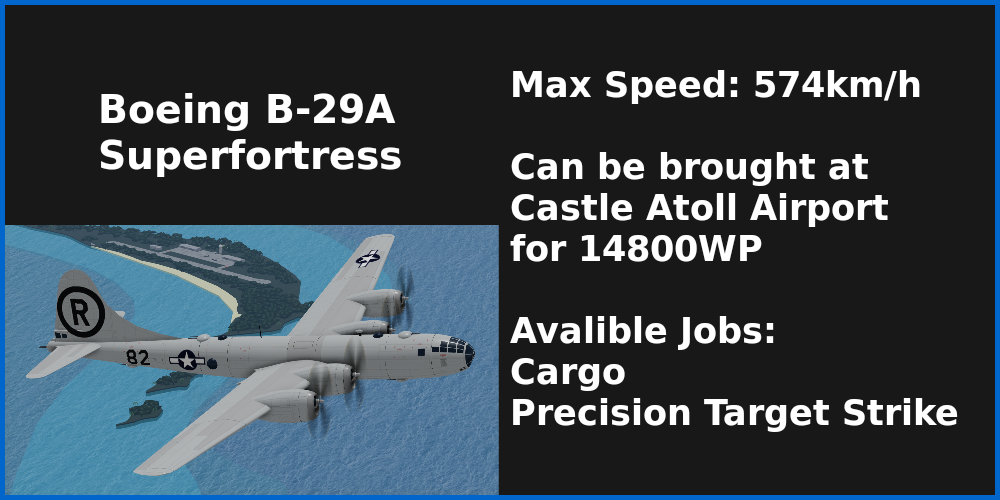 Boeing B-29A
Superfortress
R
82
Max Speed: 574km/h
Can be brought at
Castle Atoll Airport
for 14800WP
Avalible Jobs:
Cargo
Precision Target Strike